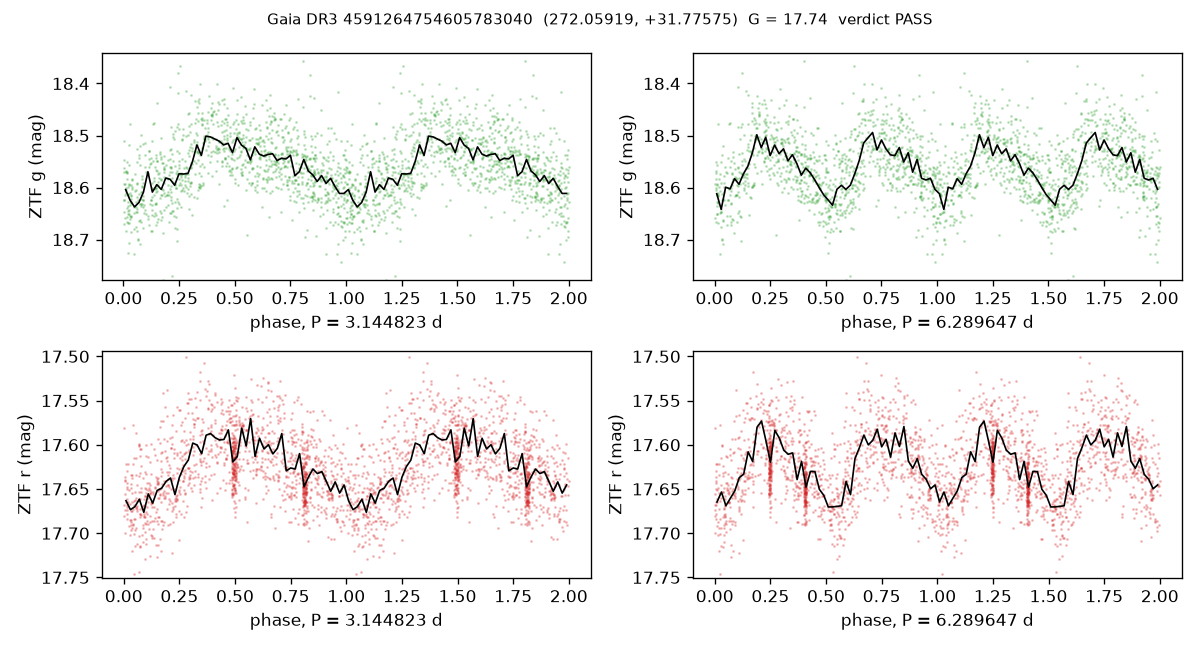 Gaia DR3 4591264754605783040 (272.05919, +31.77575) G = 17.74 verdict PASS
ZTF g (mag)
18.4
18.5
18.6
18.7
0.00 0.25 0.50 0.75 1.00 1.25 1.50 1.75 2.00
phase, P = 3.144823 d
ZTF g (mag)
18.4
18.5
18.6
18.7
0.00 0.25 0.50 0.75 1.00 1.25 1.50 1.75 2.00
phase, P = 6.289647 d
ZTF r (mag)
17.50
17.55
17.60
17.65
17.70
17.75
0.00 0.25 0.50 0.75 1.00 1.25 1.50 1.75 2.00
phase, P = 3.144823 d
ZTF r (mag)
17.50
17.55
17.60
17.65
17.70
17.75
0.00 0.25 0.50 0.75 1.00 1.25 1.50 1.75 2.00
phase, P = 6.289647 d